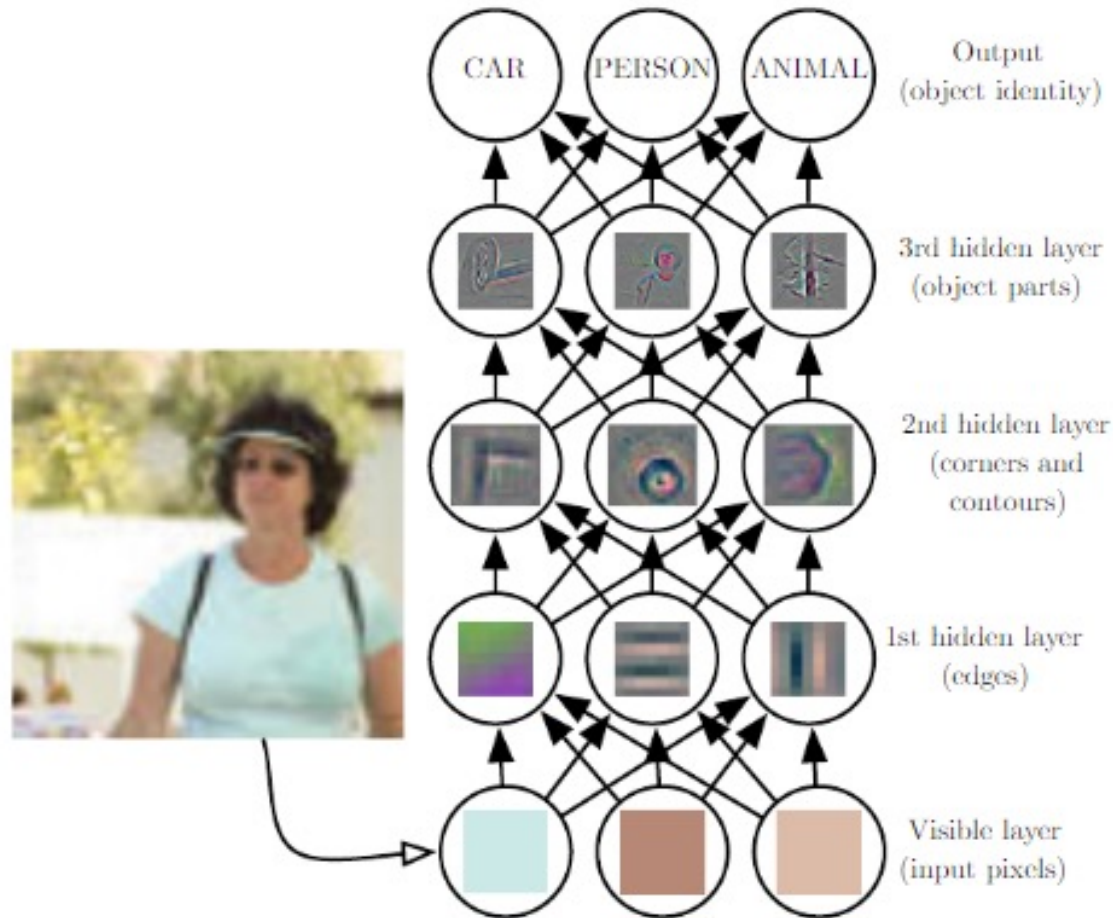 CAR PERSON ANIMAL
Output
(object identity)
3rd hidden layer
(object parts)
2nd hidden layer
(corners and
contours)
1st hidden layer
(edges)
Visible layer
(input pixels)